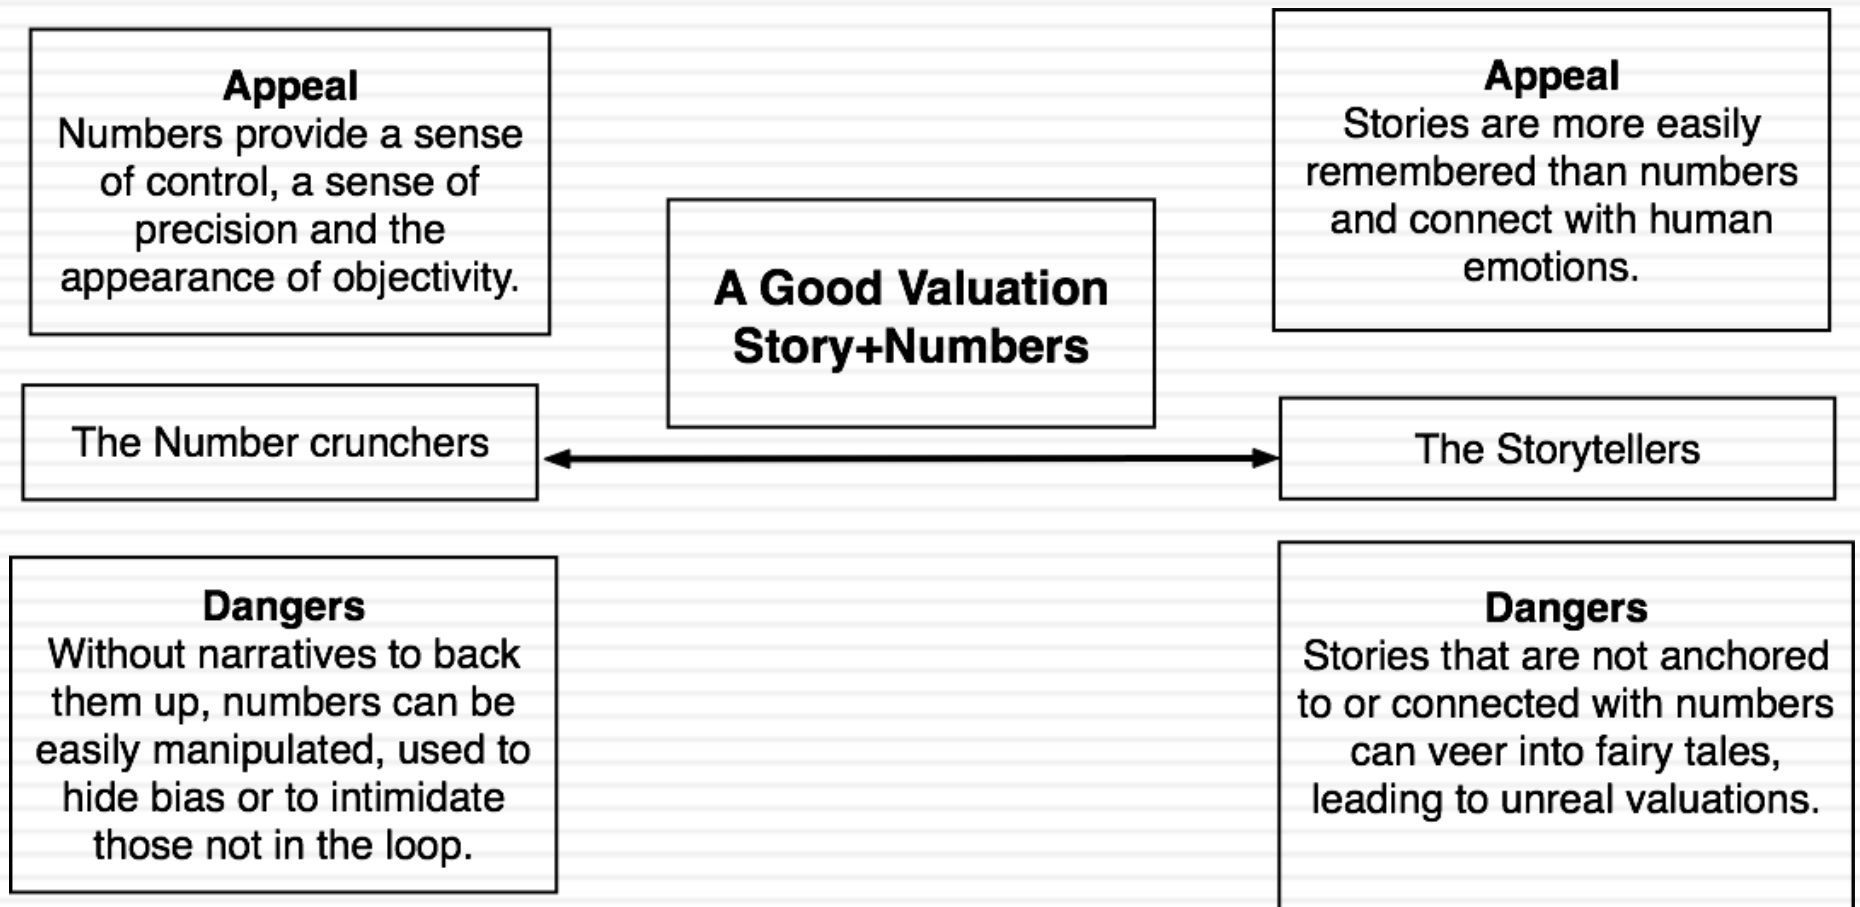 Appeal
Numbers provide a sense
of control, a sense of
precision and the
appearance of objectivity.
The Number crunchers
Dangers
Without narratives to back
them up, numbers can be
easily manipulated, used to
hide bias or to intimidate
those not in the loop.
A Good Valuation
Story+Numbers
Appeal
Stories are more easily
remembered than numbers
and connect with human
emotions.
The Storytellers
Dangers
Stories that are not anchored
to or connected with numbers
can veer into fairy tales,
leading to unreal valuations.